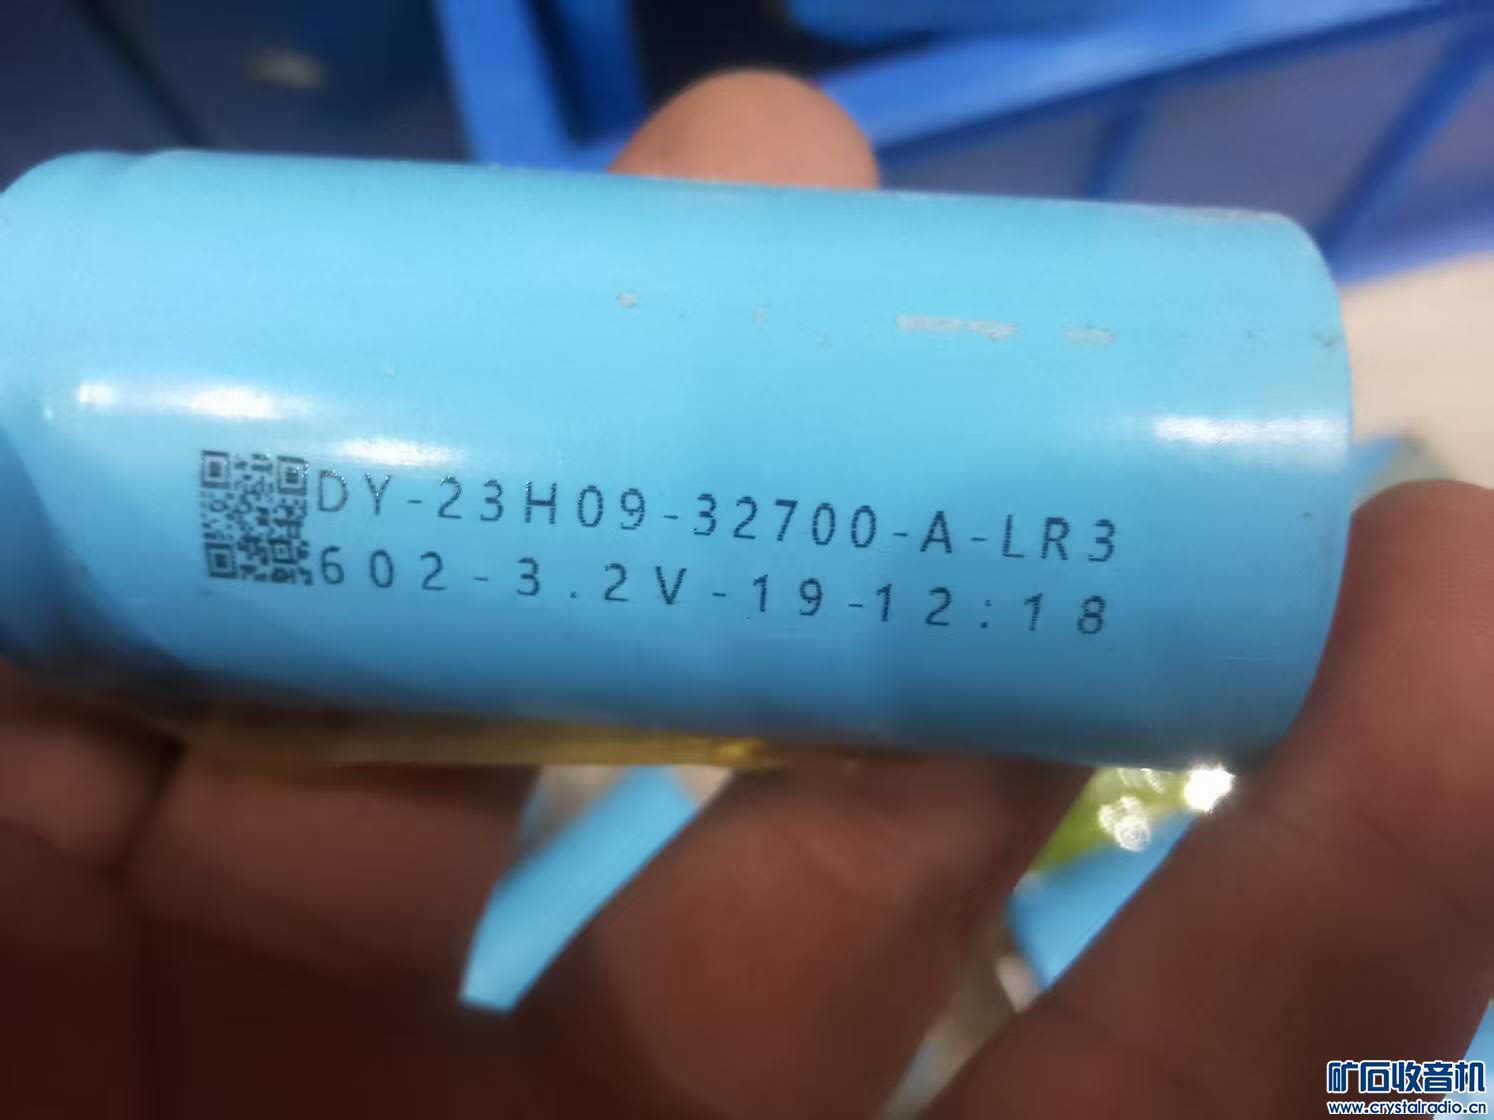 DY-23H09-32700-A-LR3
602-3.2V-19-12:18
矿石收音机
www.crystalradio.cn